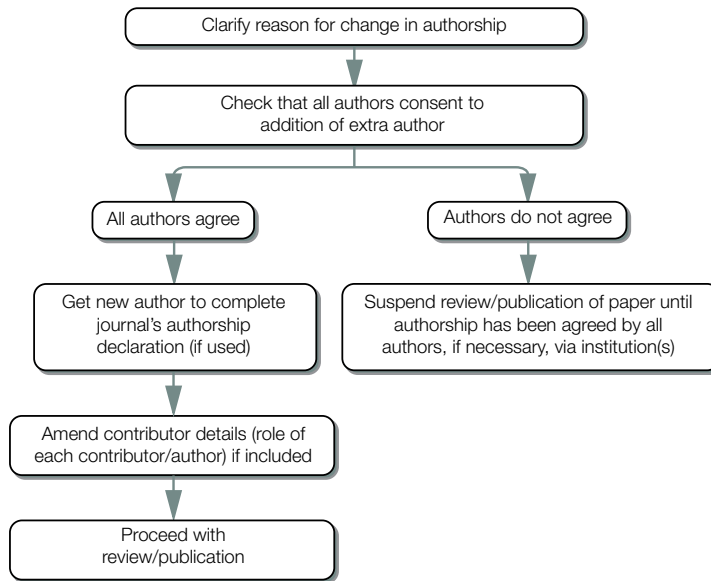 Clarify reason for change in authorship
Check that all authors consent to
addition of extra author
All authors agree
Authors do not agree
Get new author to complete
journal's authorship
declaration (if used)
Suspend review/publication of paper until
authorship has been agreed by all
authors, if necessary, via institution(s)
Amend contributor details (role of
each contributor/author) if included
Proceed with
review/publication